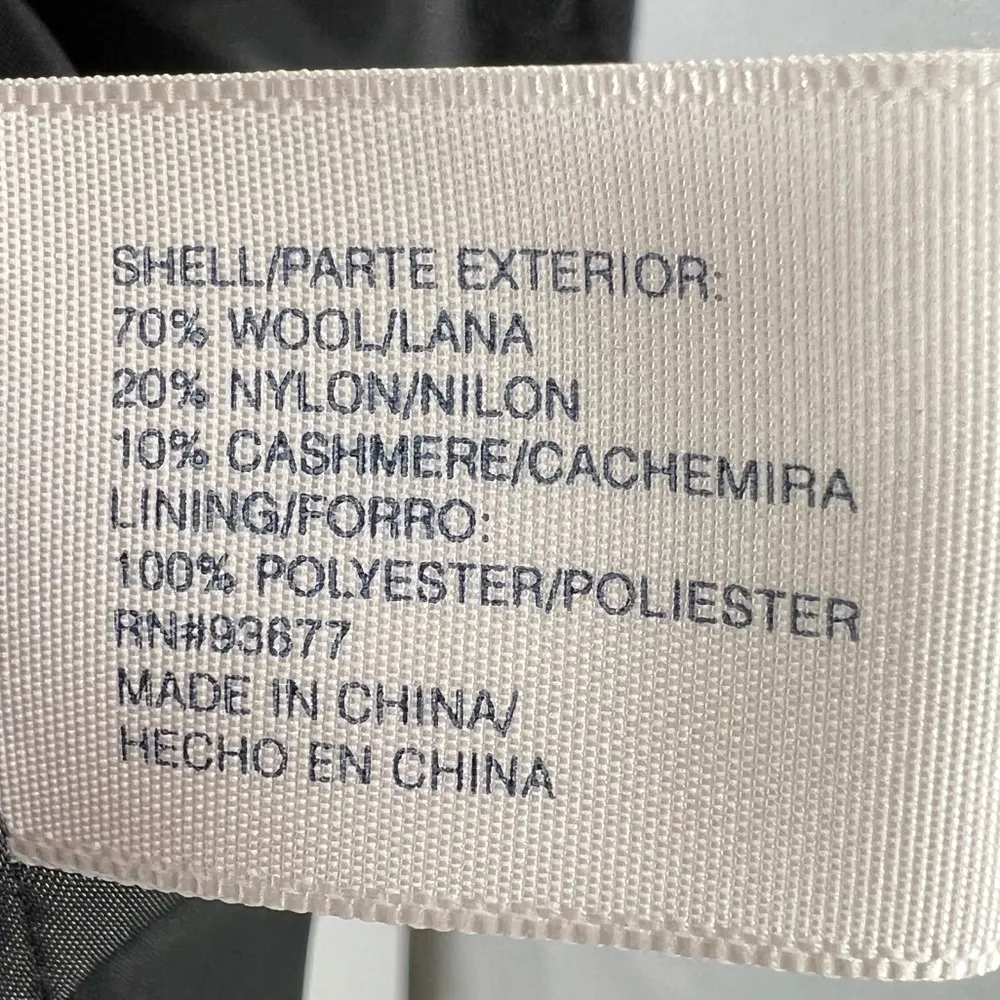 SHELL/PARTE EXTERIOR:
70% WOOL/LANA
20% NYLON/NILON
10% CASHMERE/CACHEMIRA
LINING/FORRO:
100% POLYESTER/POLIESTER
RN#93677
MADE IN CHINA/
HECHO EN CHINA